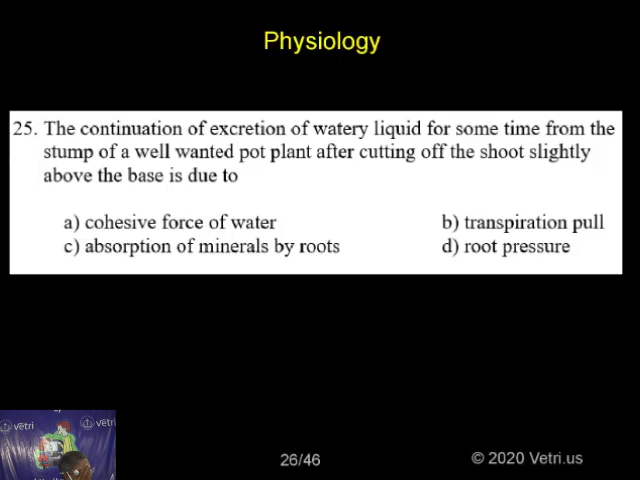 Physiology
25. The continuation of excretion of watery liquid for some time from the
stump of a well wanted pot plant after cutting off the shoot slightly
above the base is due to
a) cohesive force of water b) transpiration pull
c) absorption of minerals by roots d) root pressure
vetri vetri
26/46 © 2020 Vetri.us